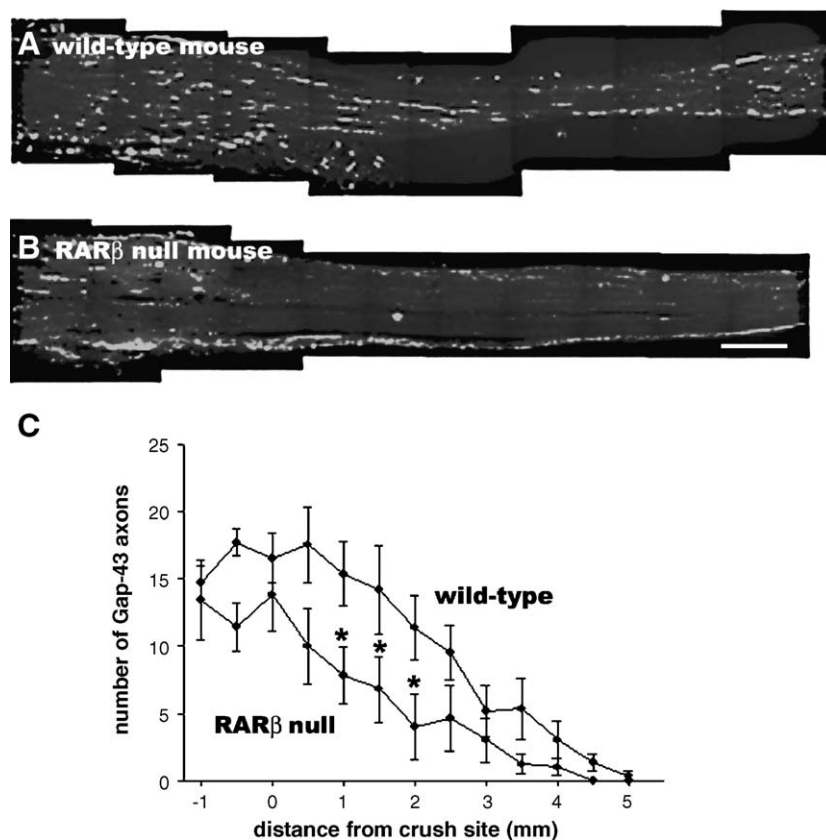 A wild-type mouse
B RARβ null mouse
C
25
20
15
10
5
0
number of Gap-43 axons
wild-type
*
*
*
RARβ null
-1 0 1 2 3 4 5
distance from crush site (mm)